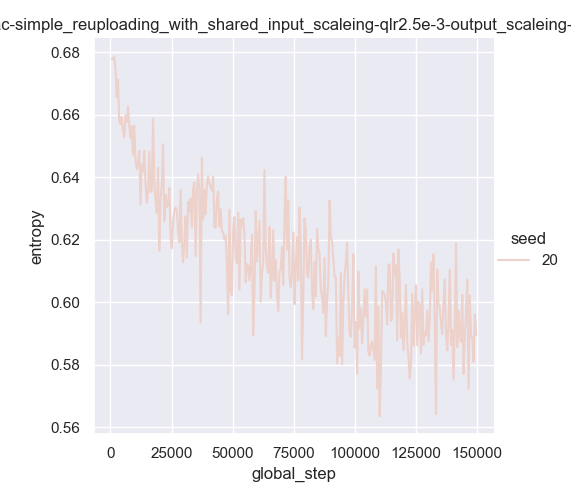 ac-simple_reuploading_with_shared_input_scaleing-qlr2.5e-3-output_scaleing-
0.68
0.66
0.64
0.62
0.60
0.58
0.56
entropy
0 25000 50000 75000 100000 125000 150000
global_step
seed
20